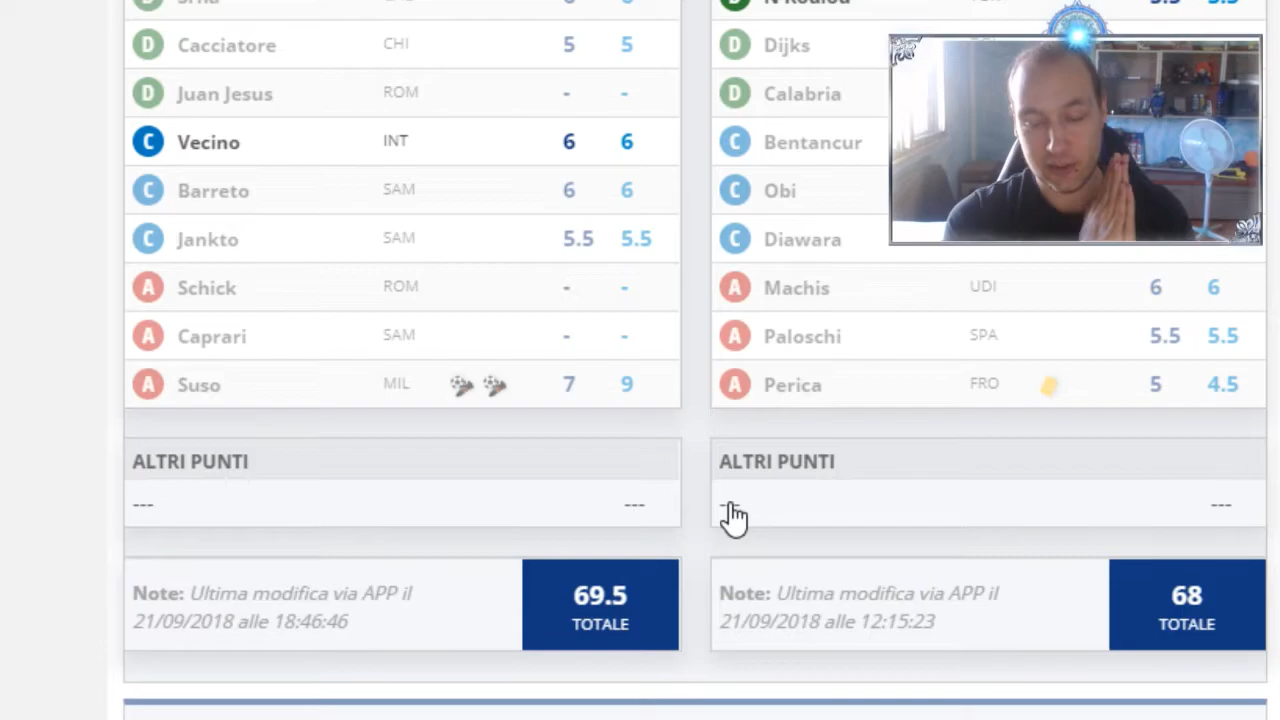 D Cacciatore CHI 5 5
D Juan Jesus ROM - -
C Vecino INT 6 6
C Barreto SAM 6 6
C Jankto SAM 5.5 5.5
A Schick ROM - -
A Caprari SAM - -
A Suso MIL 7 9
ALTRI PUNTI
--- ---
Note: Ultima modifica via APP il
21/09/2018 alle 18:46:46
69.5
TOTALE
D Dijks
D Calabria
C Bentancur
C Obi
C Diawara
A Machis UDI 6 6
A Paloschi SPA 5.5 5.5
A Perica FRO 5 4.5
ALTRI PUNTI
--- ---
Note: Ultima modifica via APP il
21/09/2018 alle 12:15:23
68
TOTALE